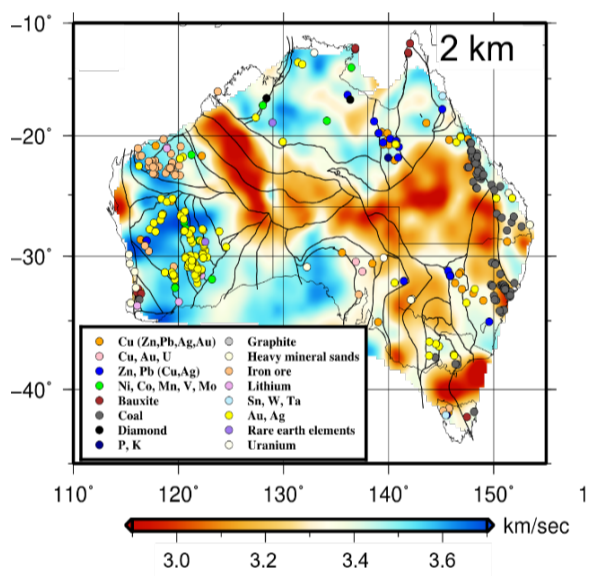 −10°
2 km
−20°
−30°
−40°
Cu (Zn,Pb,Ag,Au)
Cu, Au, U
Zn, Pb (Cu,Ag)
Ni, Co, Mn, V, Mo
Bauxite
Coal
Diamond
P, K
Graphite
Heavy mineral sands
Iron ore
Lithium
Sn, W, Ta
Au, Ag
Rare earth elements
Uranium
110° 120° 130° 140° 150° 1
km/sec
3.0 3.2 3.4 3.6